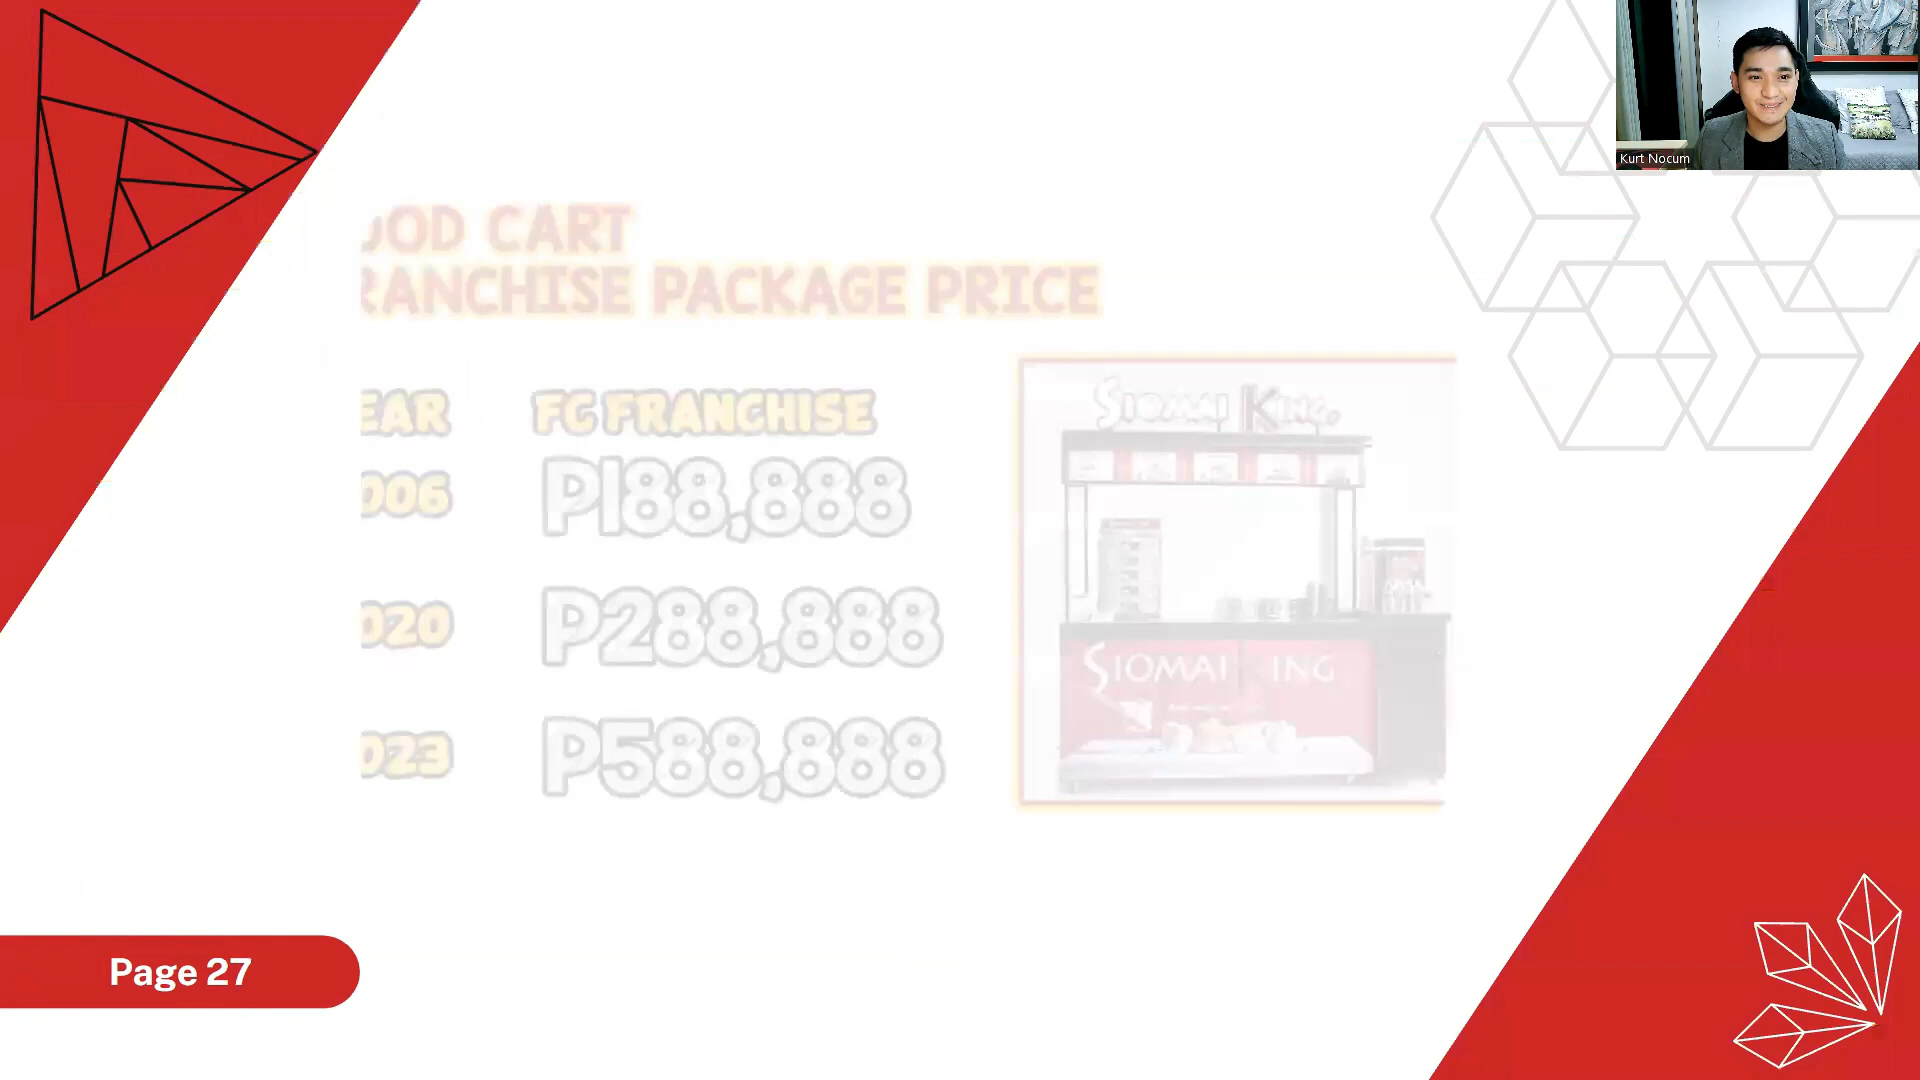 Kurt Nocum
OOD CART
RANCHISE PACKAGE PRICE
EAR FC FRANCHISE
006 P188,888
020 P288,888
023 P588,888
SIOMAI KING
SIOMAI KING
Page 27